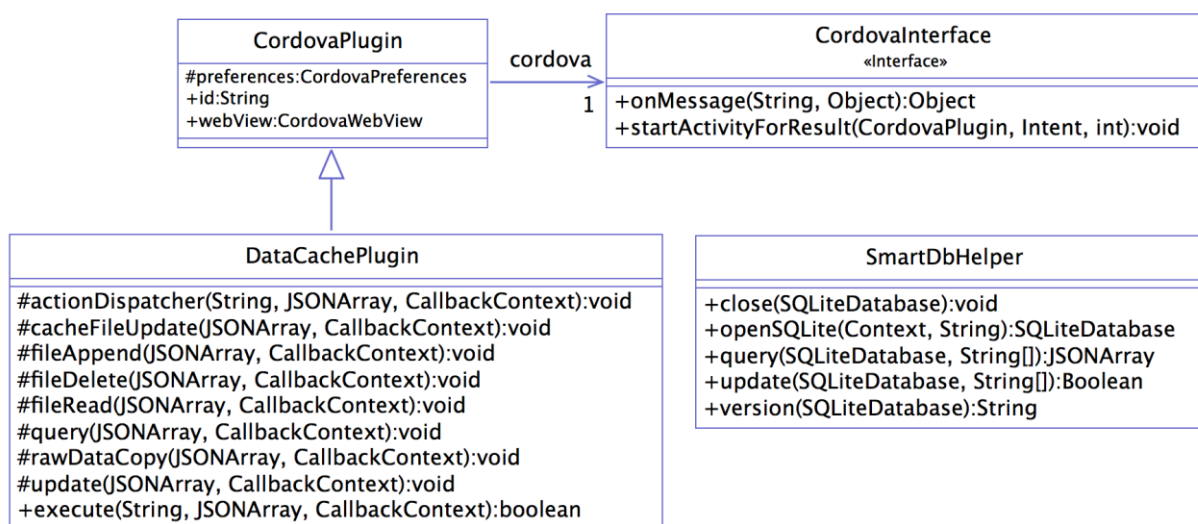 CordovaPlugin
#preferences:CordovaPreferences
+id:String
+webView:CordovaWebView
cordova
1
CordovaInterface
«Interface»
+onMessage(String, Object):Object
+startActivityForResult(CordovaPlugin, Intent, int):void
DataCachePlugin
#actionDispatcher(String, JSONArray, CallbackContext):void
#cacheFileUpdate(JSONArray, CallbackContext):void
#fileAppend(JSONArray, CallbackContext):void
#fileDelete(JSONArray, CallbackContext):void
#fileRead(JSONArray, CallbackContext):void
#query(JSONArray, CallbackContext):void
#rawDataCopy(JSONArray, CallbackContext):void
#update(JSONArray, CallbackContext):void
+execute(String, JSONArray, CallbackContext):boolean
SmartDbHelper
+close(SQLiteDatabase):void
+openSQLite(Context, String):SQLiteDatabase
+query(SQLiteDatabase, String[]):JSONArray
+update(SQLiteDatabase, String[]):Boolean
+version(SQLiteDatabase):String